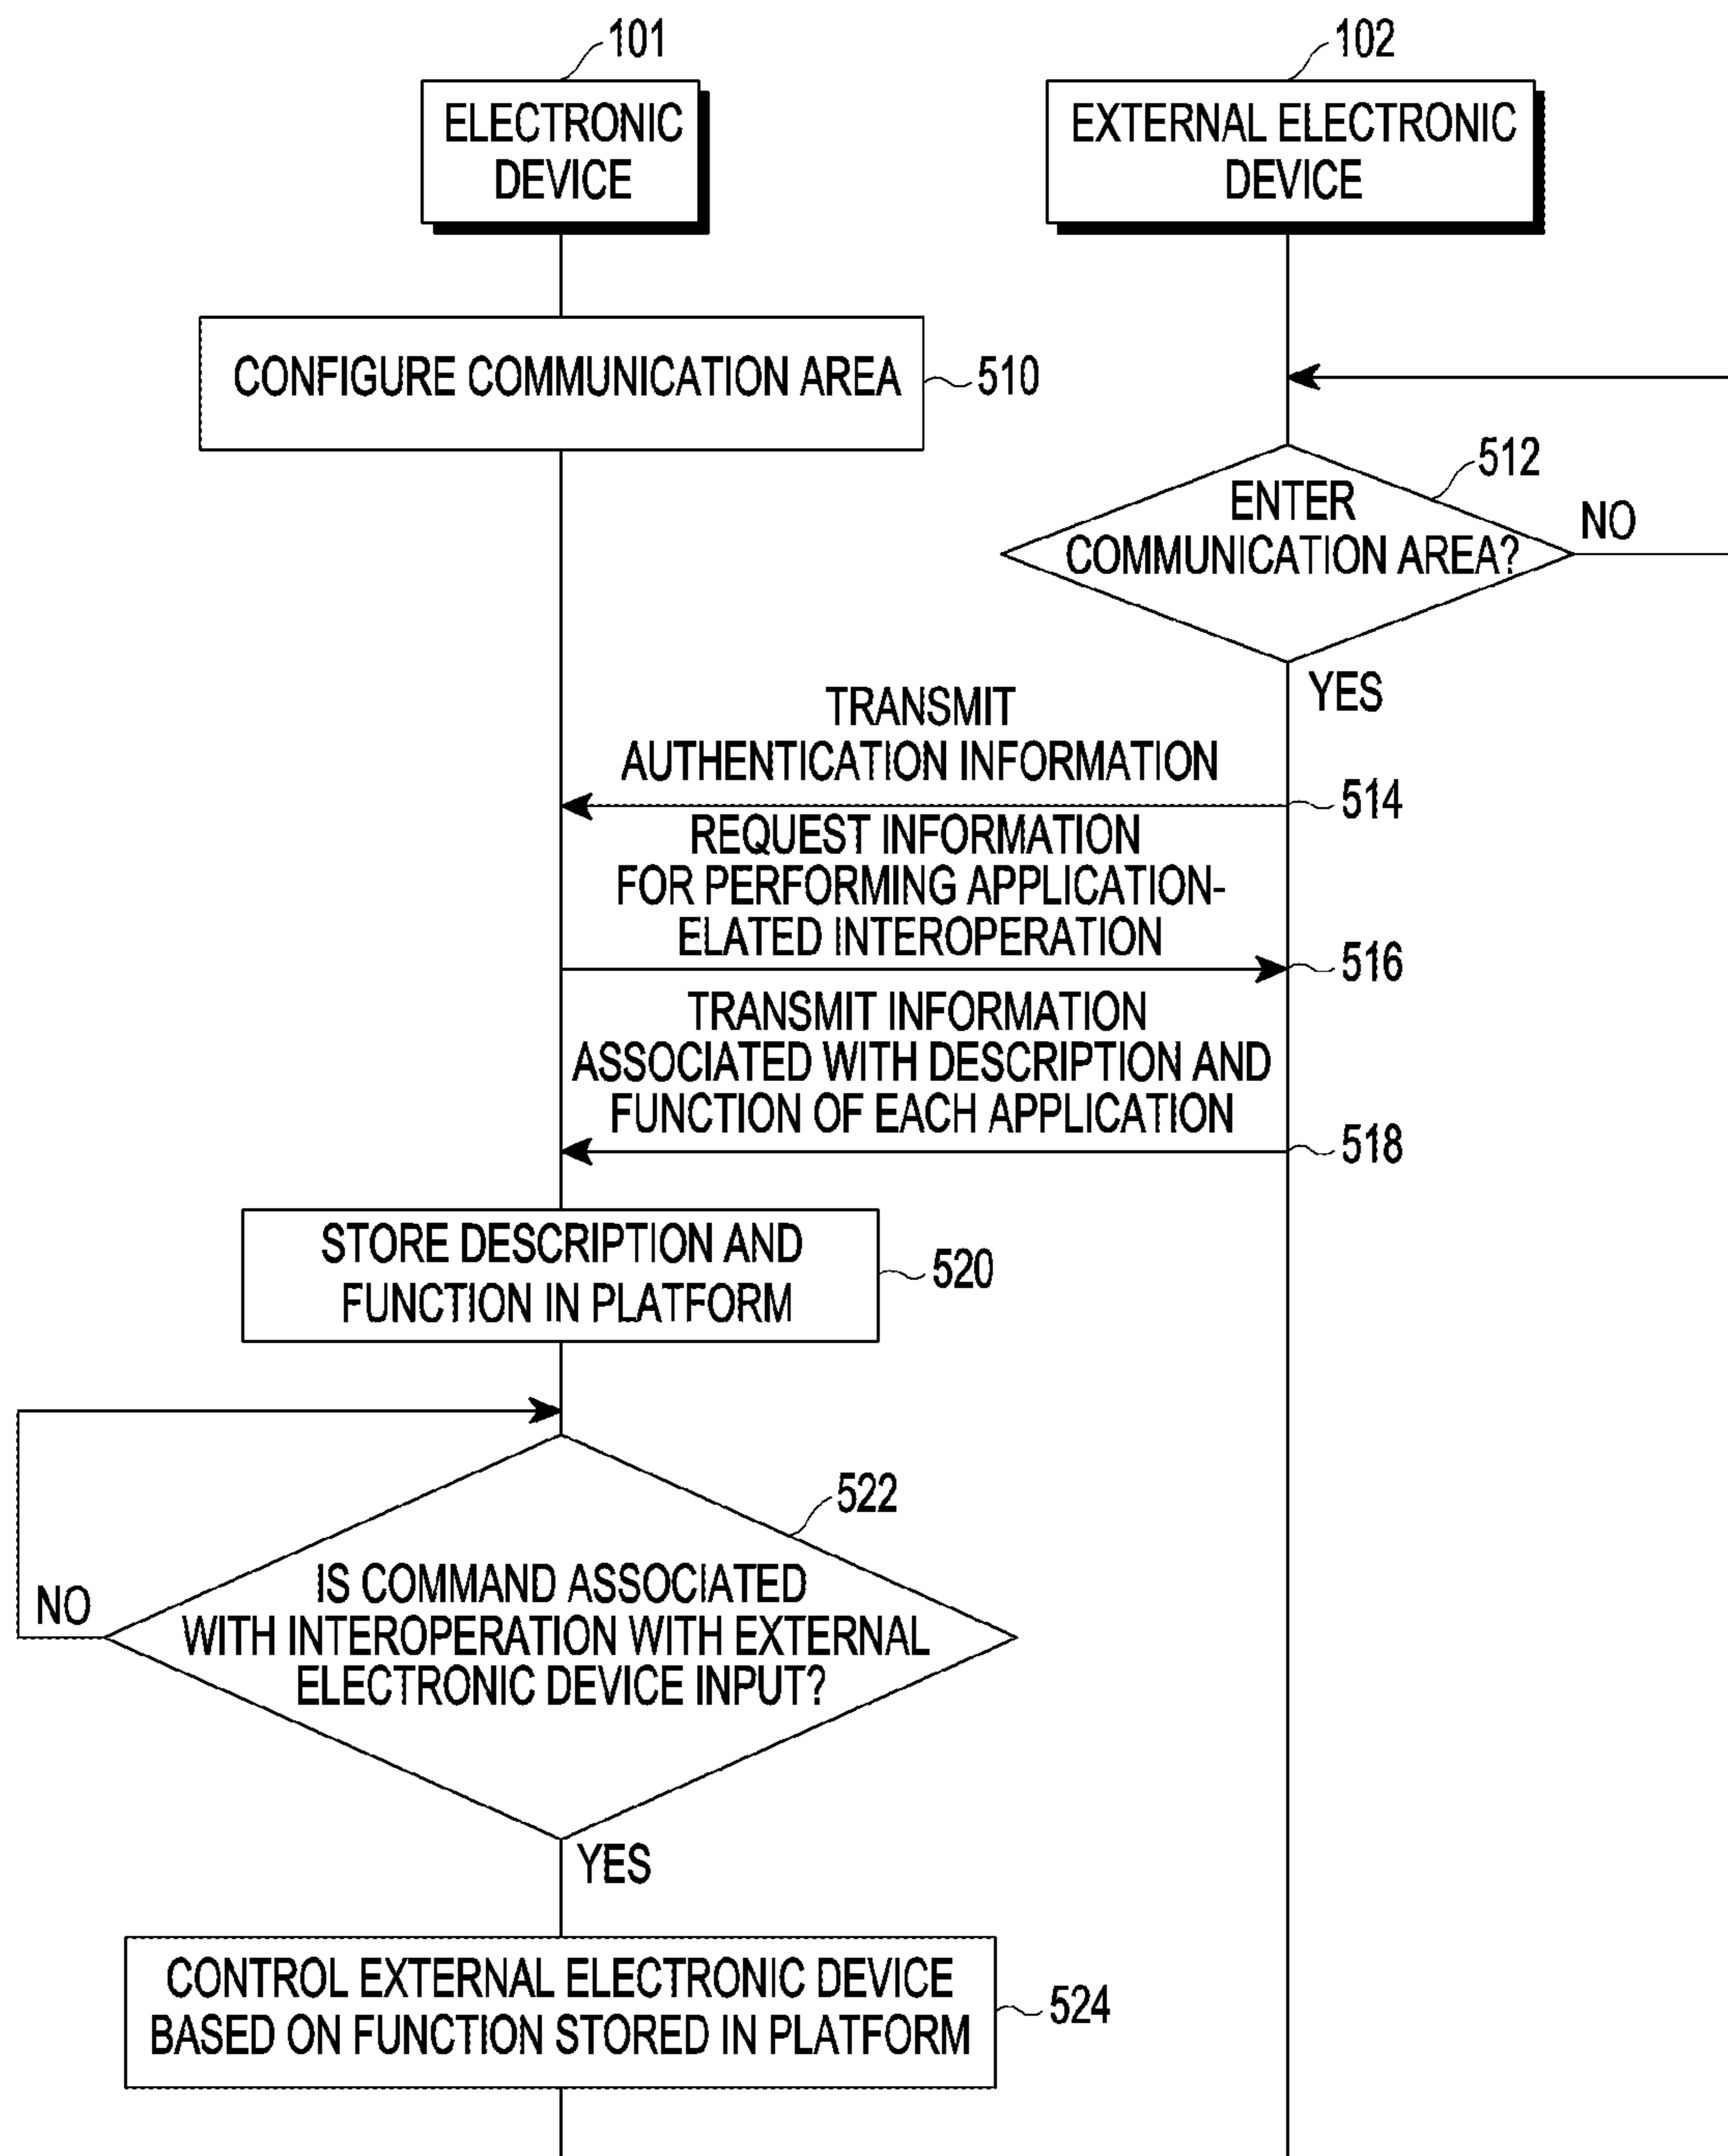 101
ELECTRONIC
DEVICE
102
EXTERNAL ELECTRONIC
DEVICE
CONFIGURE COMMUNICATION AREA
510
512
ENTER
COMMUNICATION AREA?
NO
YES
TRANSMIT
AUTHENTICATION INFORMATION
514
REQUEST INFORMATION
FOR PERFORMING APPLICATION-
ELATED INTEROPERATION
516
TRANSMIT INFORMATION
ASSOCIATED WITH DESCRIPTION AND
FUNCTION OF EACH APPLICATION
518
STORE DESCRIPTION AND
FUNCTION IN PLATFORM
520
522
IS COMMAND ASSOCIATED
WITH INTEROPERATION WITH EXTERNAL
ELECTRONIC DEVICE INPUT?
NO
YES
CONTROL EXTERNAL ELECTRONIC DEVICE
BASED ON FUNCTION STORED IN PLATFORM
524